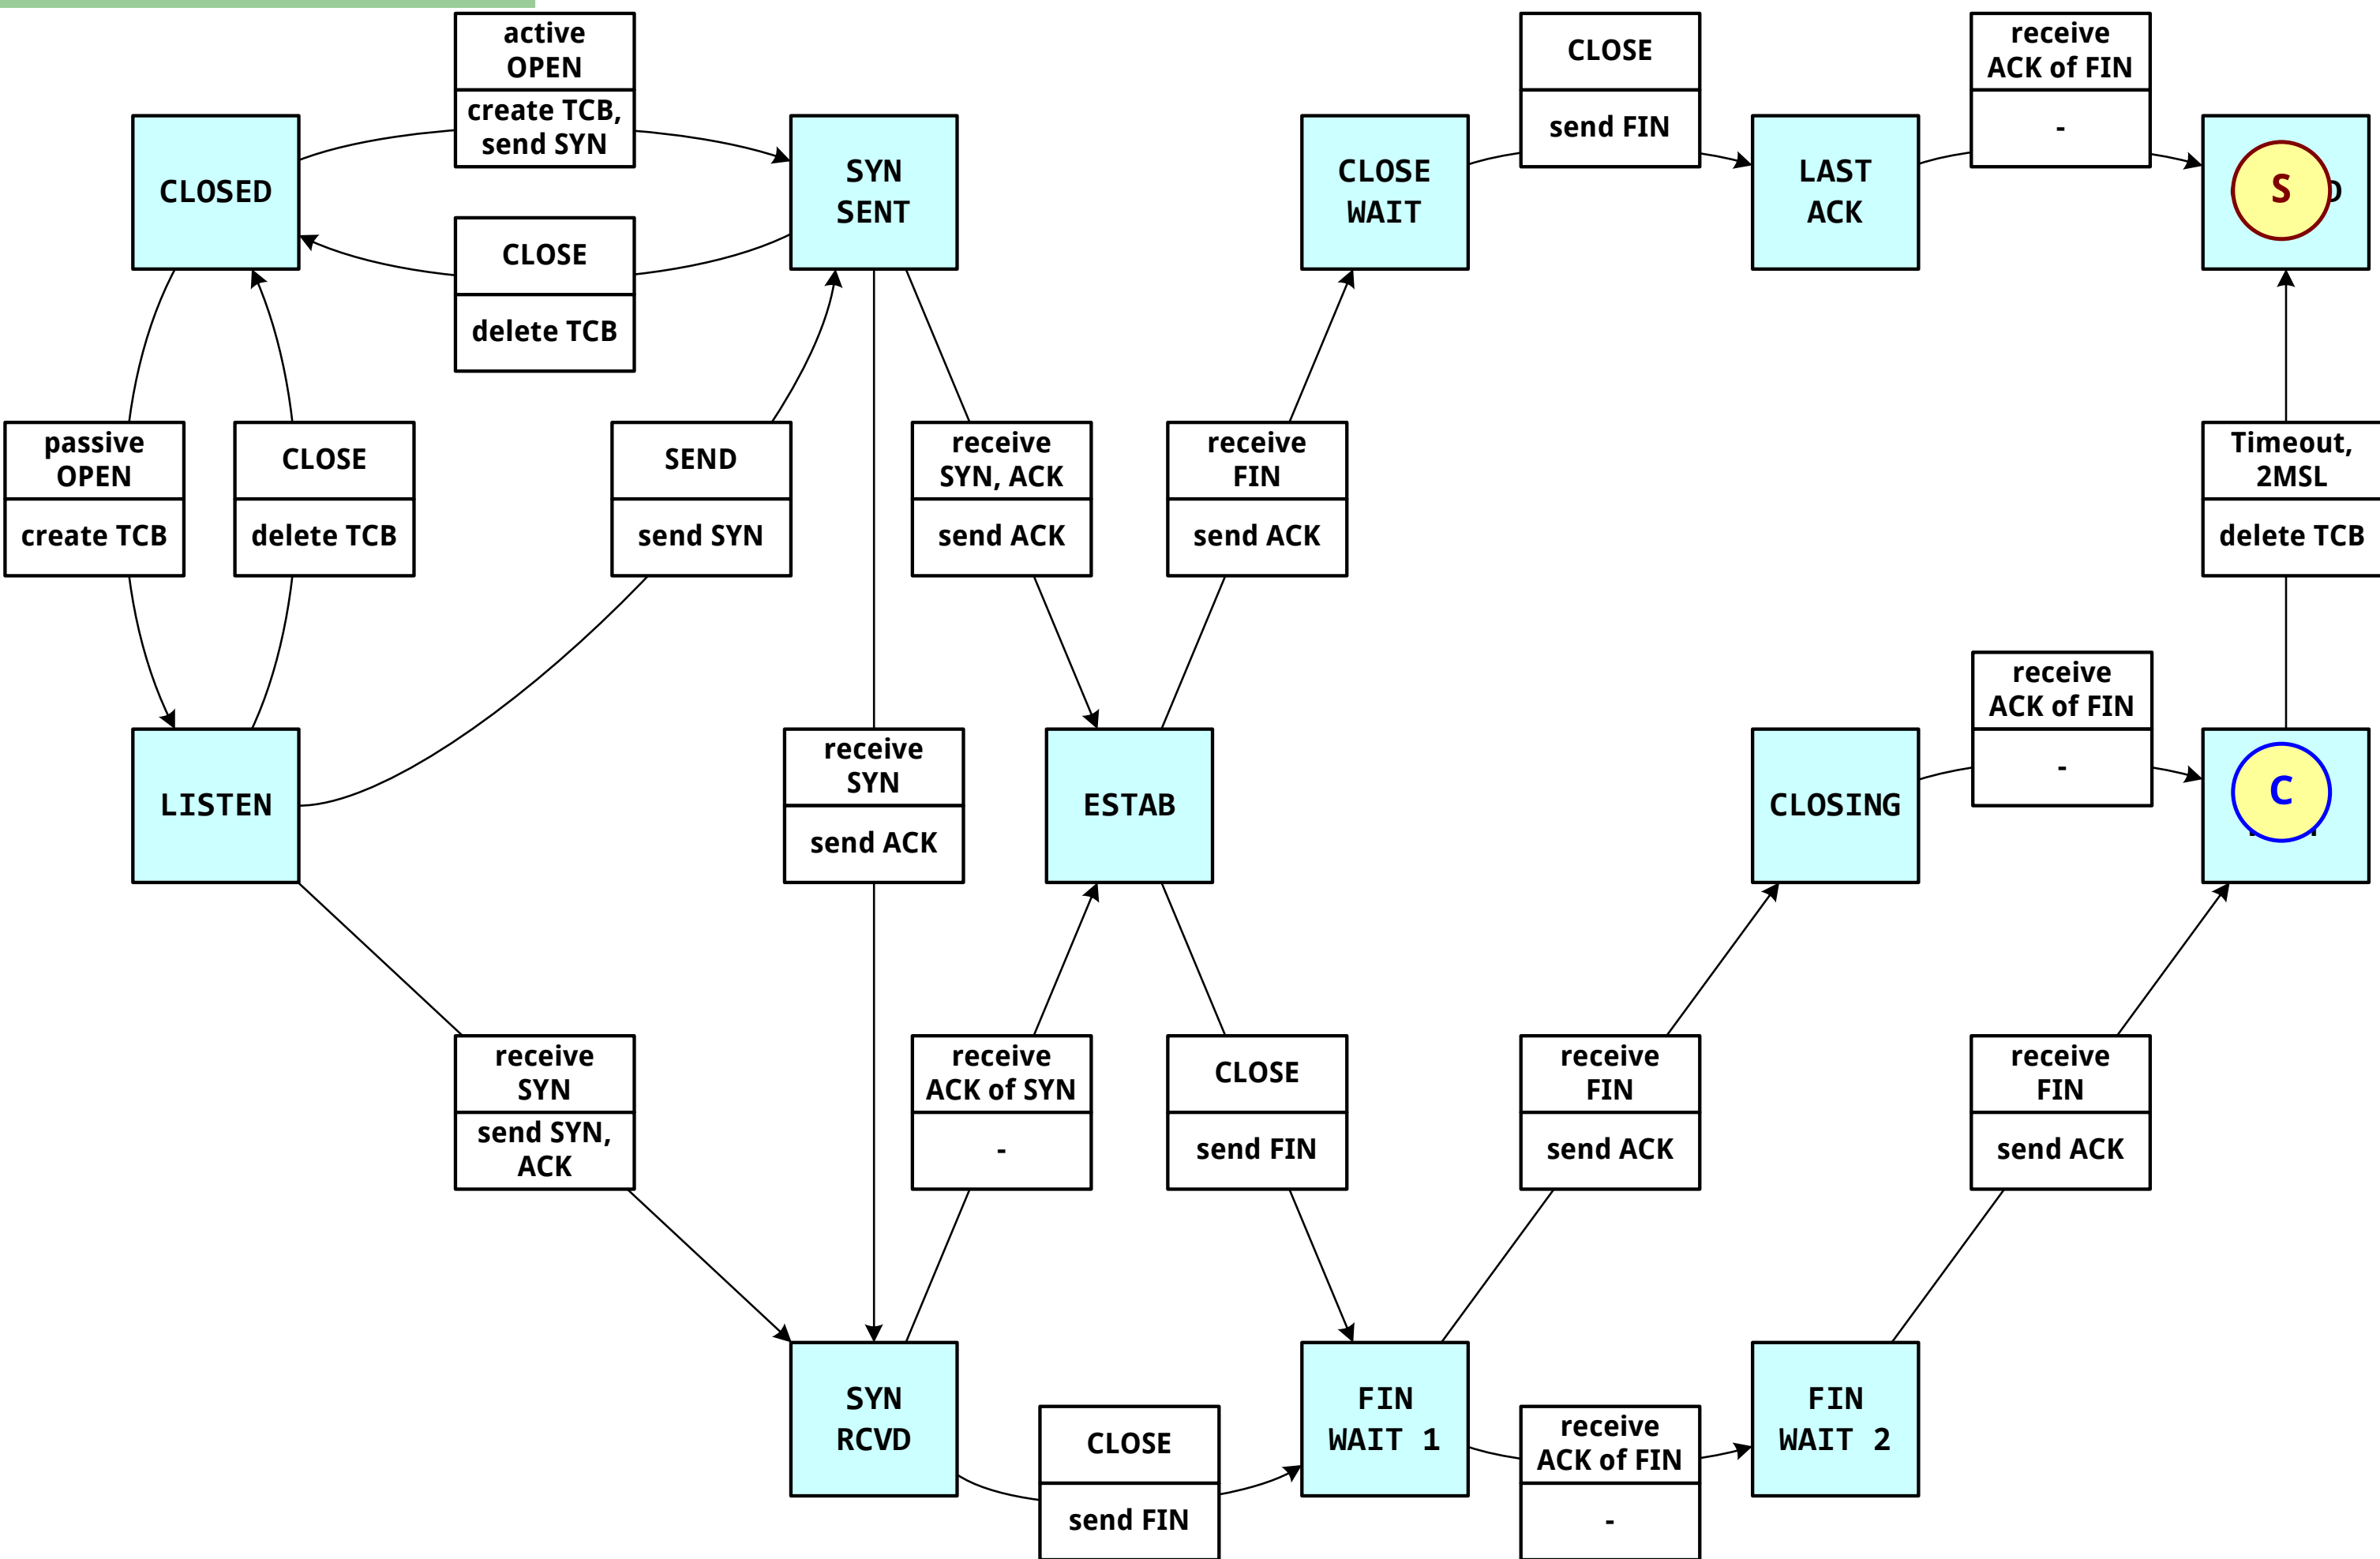 active
OPEN
create TCB,
send SYN
CLOSE
send FIN
receive
ACK of FIN
-
CLOSED
SYN
SENT
CLOSE
WAIT
LAST
ACK
S
D
CLOSE
delete TCB
passive
OPEN
create TCB
CLOSE
delete TCB
SEND
send SYN
receive
SYN, ACK
send ACK
receive
FIN
send ACK
Timeout,
2MSL
delete TCB
receive
ACK of FIN
-
LISTEN
receive
SYN
send ACK
ESTAB
CLOSING
C
receive
SYN
send SYN,
ACK
receive
ACK of SYN
-
CLOSE
send FIN
receive
FIN
send ACK
receive
FIN
send ACK
SYN
RCVD
CLOSE
send FIN
FIN
WAIT 1
receive
ACK of FIN
-
FIN
WAIT 2